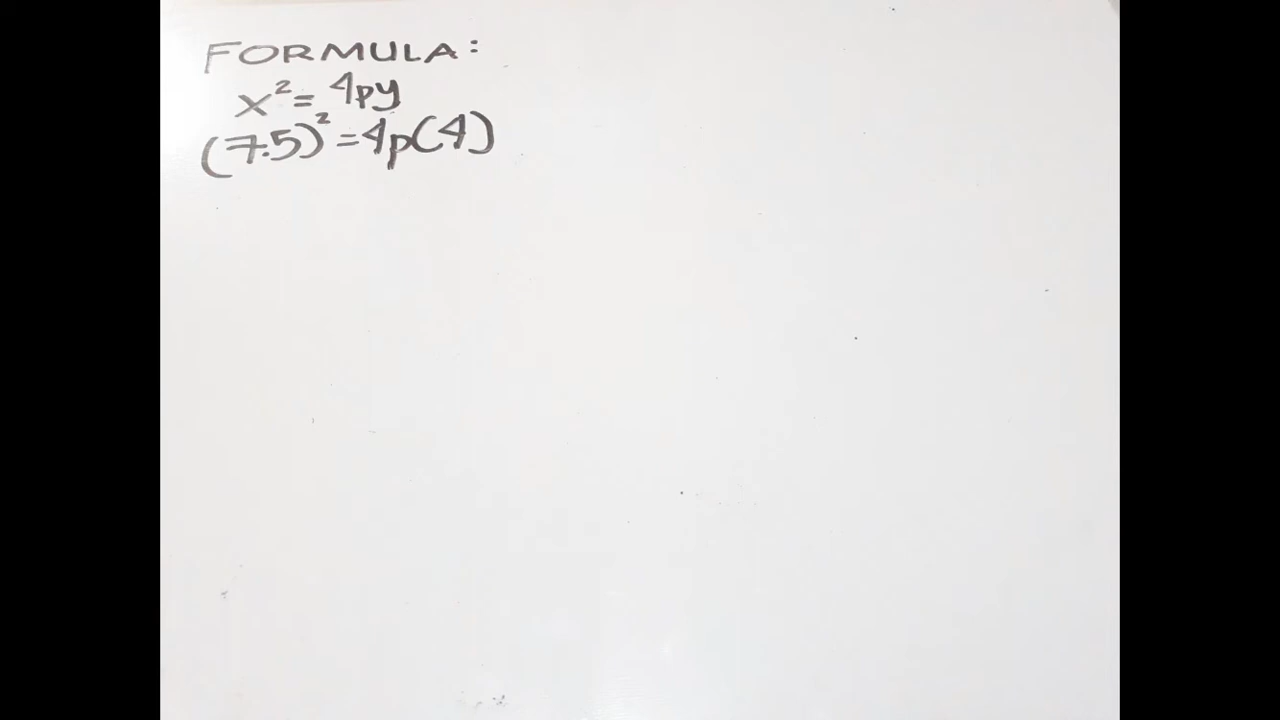 FORMULA:
x² = 4py
(7.5)² = 4p(4)